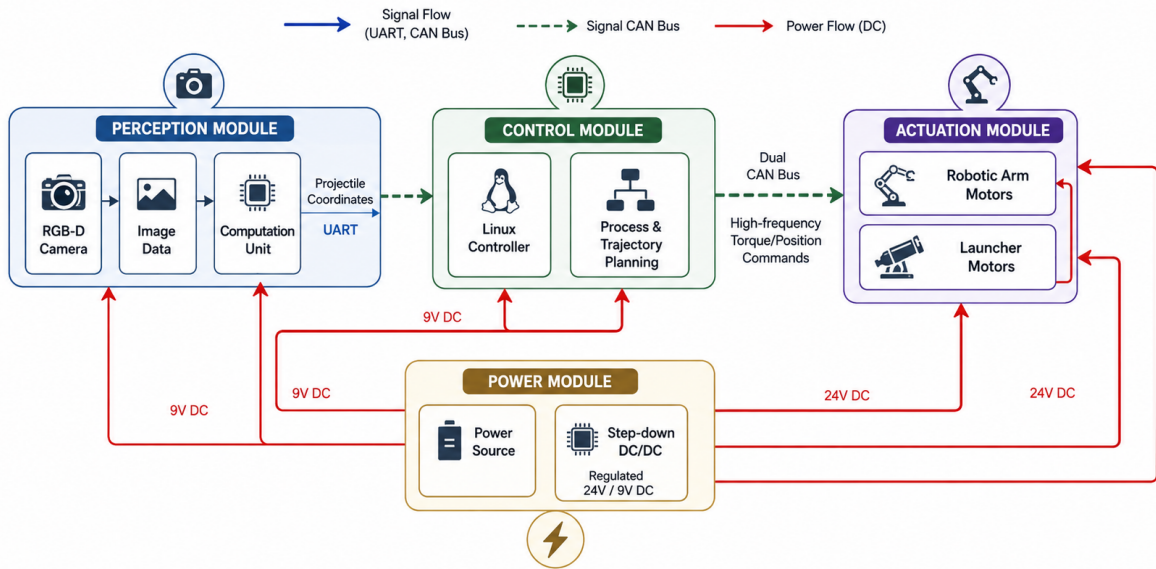 Signal Flow
(UART, CAN Bus)
Signal CAN Bus
Power Flow (DC)
PERCEPTION MODULE
RGB-D
Camera
Image
Data
Computation
Unit
Projectile
Coordinates
UART
CONTROL MODULE
Linux
Controller
Process &
Trajectory
Planning
Dual
CAN Bus
High-frequency
Torque/Position
Commands
ACTUATION MODULE
Robotic Arm
Motors
Launcher
Motors
9V DC
9V DC
9V DC
24V DC
24V DC
POWER MODULE
Power
Source
Step-down
DC/DC
Regulated
24V / 9V DC